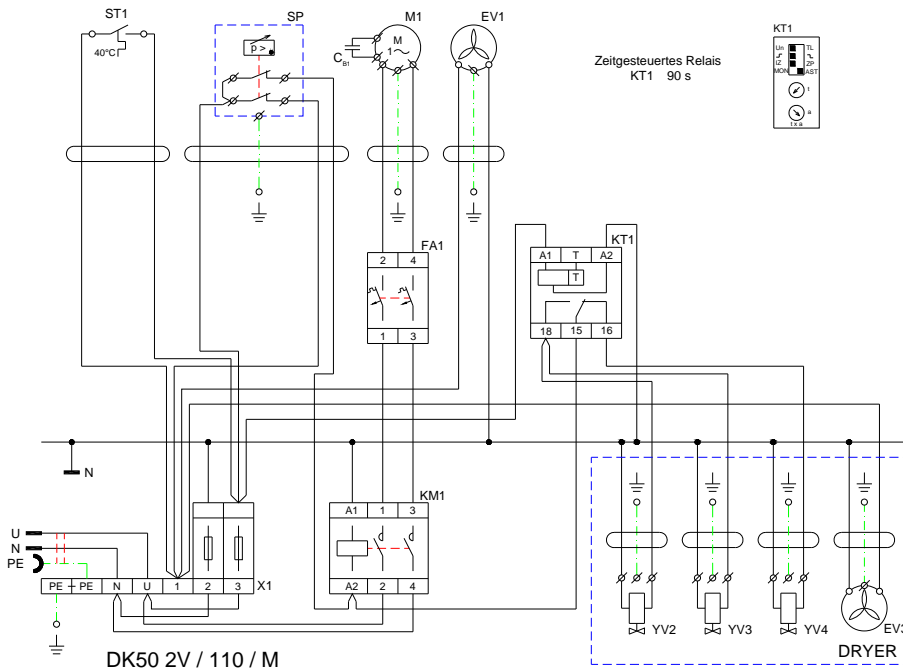 ST1
SP
M1
EV1
40°C
p >
M
1
CB1
Zeitgesteuertes Relais
KT1 90 s
KT1
Un TL
IZ ZP
MON AST
t
a
t x a
FA1
2 4
1 3
KT1
A1 T A2
T
18 15 16
N
U
N
PE
A1 1 3
KM1
A2 2 4
PE PE N U 1 2 3 X1
YV2
YV3
YV4
EV3
DRYER
DK50 2V / 110 / M